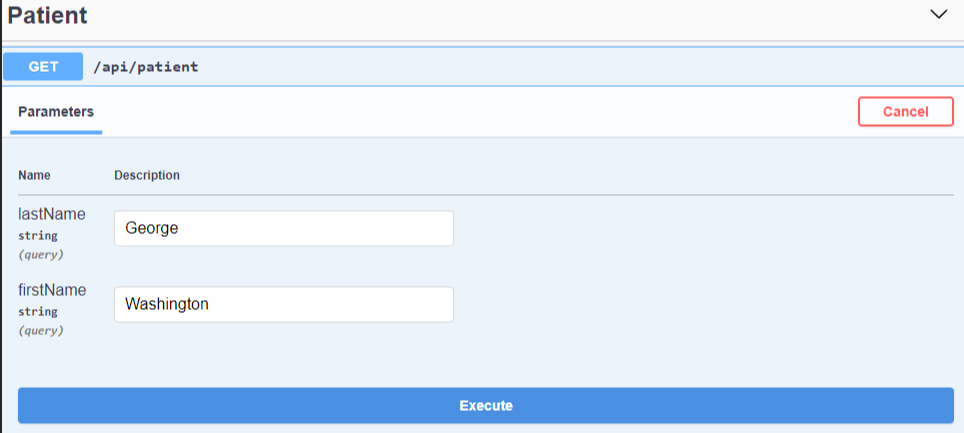 Patient
GET /api/patient
Parameters Cancel
Name Description
lastName
string
(query)
George
firstName
string
(query)
Washington
Execute